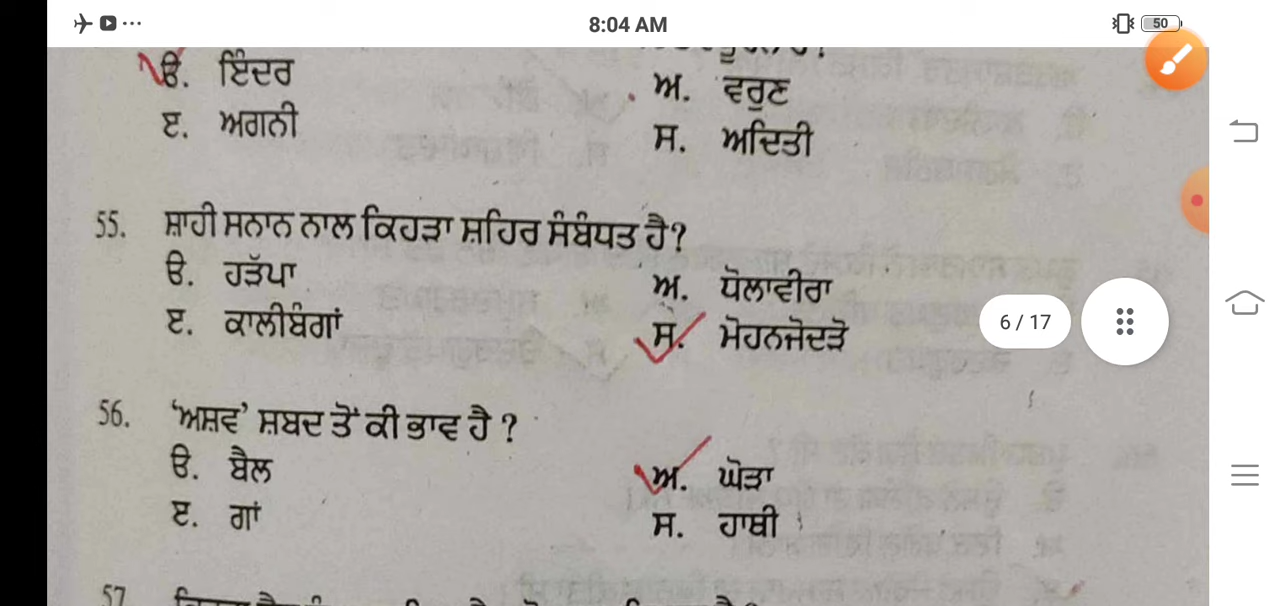 8:04 AM
50
ੳ. ਇੰਦਰ
ਅ. ਵਰੁਣ
ੲ. ਅਗਨੀ
ਸ. ਅਦਿਤੀ
55. ਸ਼ਾਹੀ ਸਨਾਨ ਨਾਲ ਕਿਹੜਾ ਸ਼ਹਿਰ ਸੰਬੰਧਤ ਹੈ?
ੳ. ਹੜੱਪਾ
ਅ. ਧੋਲਾਵੀਰਾ
ੲ. ਕਾਲੀਬੰਗਾਂ
ਸ. ਮੋਹਨਜੋਦੜੋ
6 / 17
56. 'ਅਸ਼ਵ' ਸ਼ਬਦ ਤੋਂ ਕੀ ਭਾਵ ਹੈ ?
ੳ. ਬੈਲ
ਅ. ਘੋੜਾ
ੲ. ਗਾਂ
ਸ. ਹਾਥੀ
57